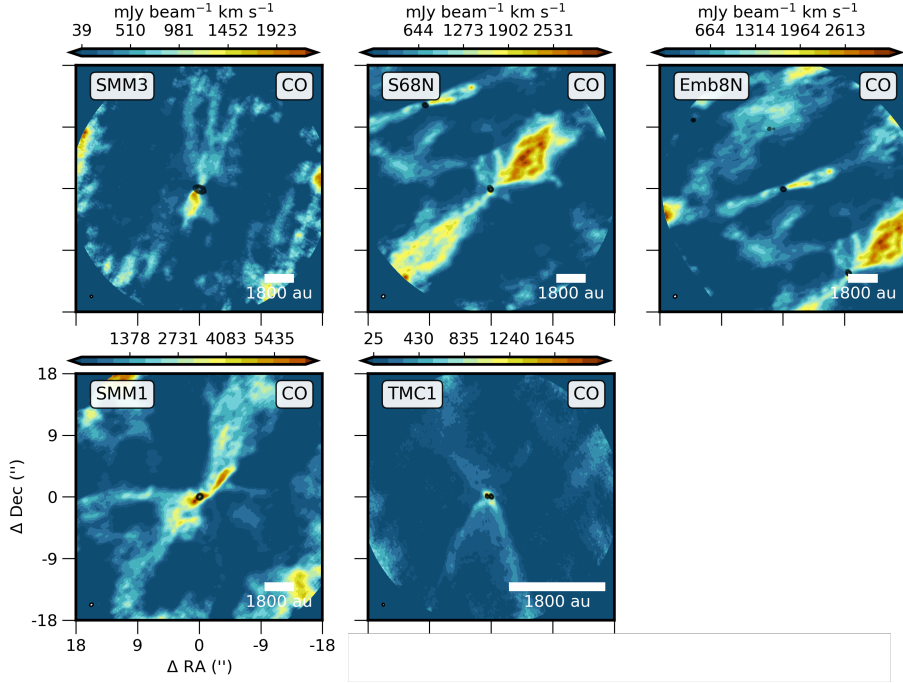 mJy beam⁻¹ km s⁻¹ mJy beam⁻¹ km s⁻¹ mJy beam⁻¹ km s⁻¹
39 510 981 1452 1923 644 1273 1902 2531 664 1314 1964 2613
SMM3 CO S68N CO Emb8N CO
1800 au 1800 au 1800 au
1378 2731 4083 5435 25 430 835 1240 1645
18 SMM1 CO TMC1 CO
9
Δ Dec ('')
0
-9
1800 au 1800 au
-18
18 9 0 -9 -18
Δ RA ('')